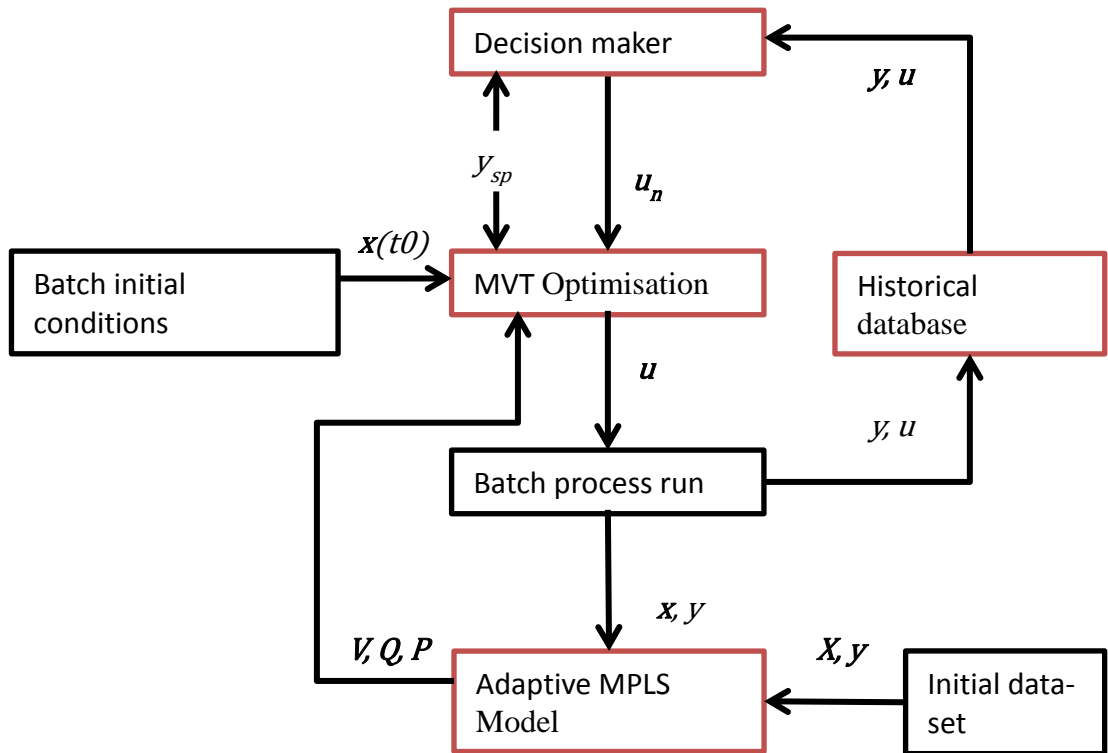 Decision maker
y, u
y_sp
u_n
x(t0)
Batch initial
conditions
MVT Optimisation
Historical
database
u
y, u
Batch process run
x, y
V, Q, P
X, y
Adaptive MPLS
Model
Initial data-
set